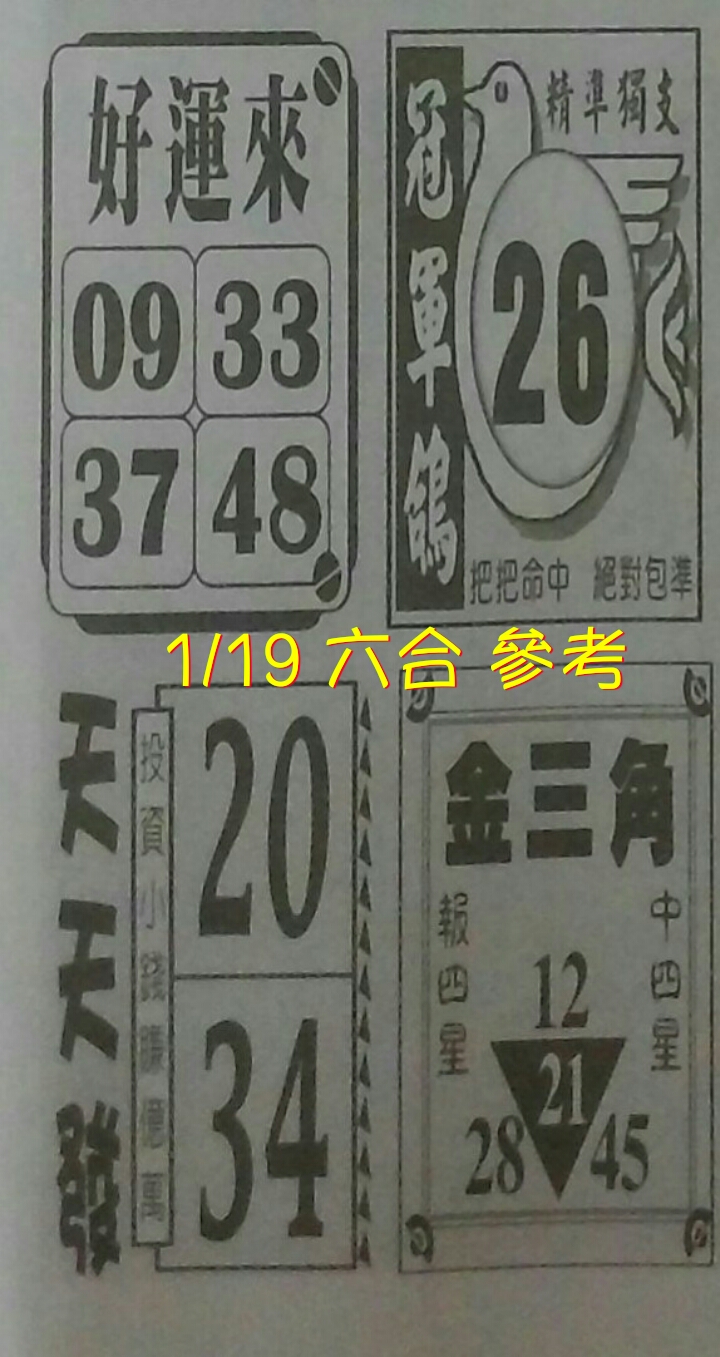 好運來
09 33
37 48
冠軍鴿
精準獨支
26
把把命中 絕對包準
1/19 六合 參考
天天發
投資小錢賺億萬
20
34
金三角
報四星
中四星
12
21
28 45